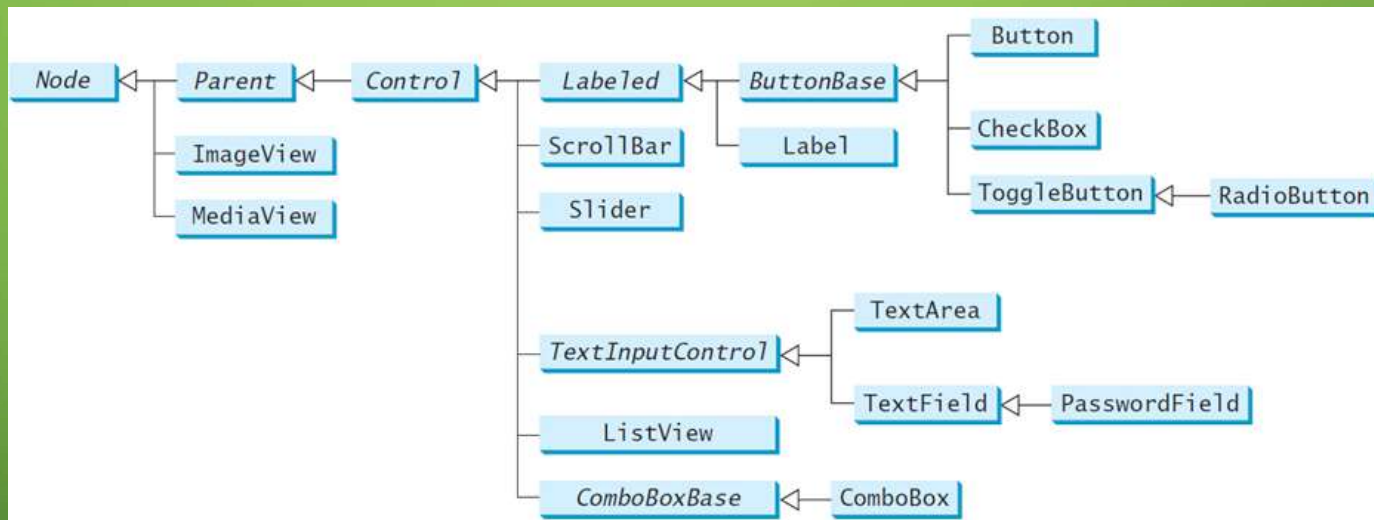 Button
Node
Parent
Control
Labeled
ButtonBase
ImageView
ScrollBar
Label
CheckBox
MediaView
Slider
ToggleButton
RadioButton
TextArea
TextInputControl
TextField
PasswordField
ListView
ComboBoxBase
ComboBox